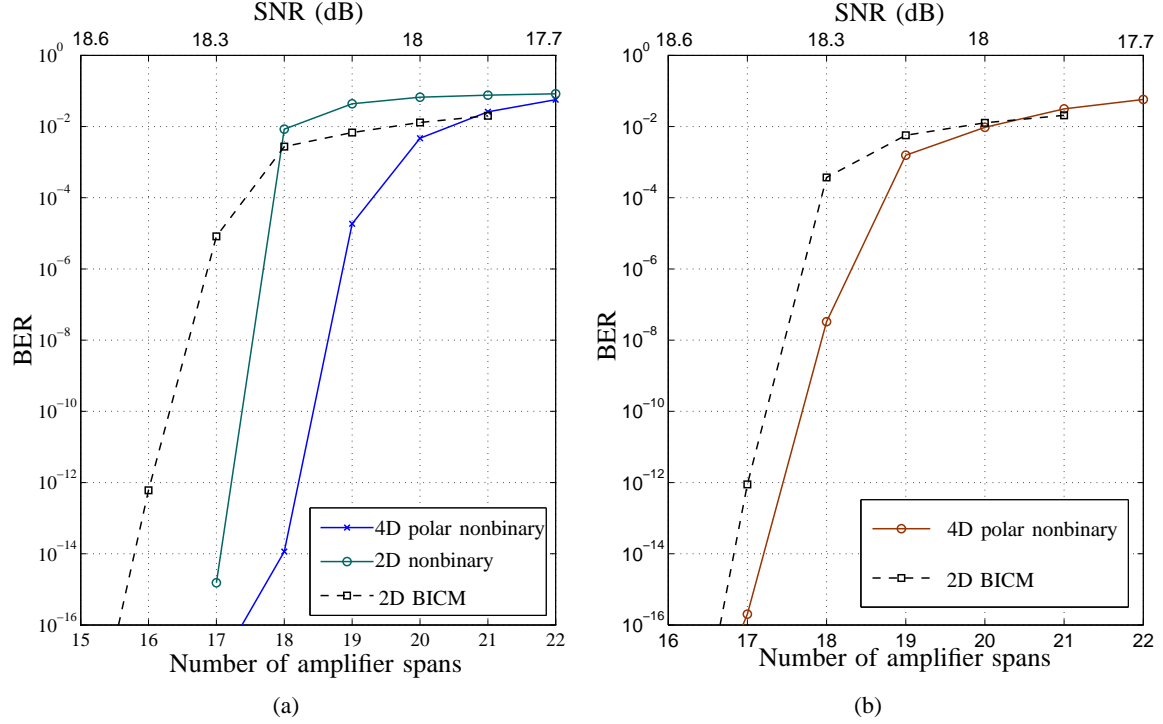 SNR (dB)
18.6 18.3 18 17.7
10^0
10^-2
10^-4
10^-6
10^-8
10^-10
10^-12
10^-14
10^-16
BER
4D polar nonbinary
2D nonbinary
2D BICM
15 16 17 18 19 20 21 22
Number of amplifier spans
(a)
SNR (dB)
18.6 18.3 18 17.7
10^0
10^-2
10^-4
10^-6
10^-8
10^-10
10^-12
10^-14
10^-16
BER
4D polar nonbinary
2D BICM
16 17 18 19 20 21 22
Number of amplifier spans
(b)